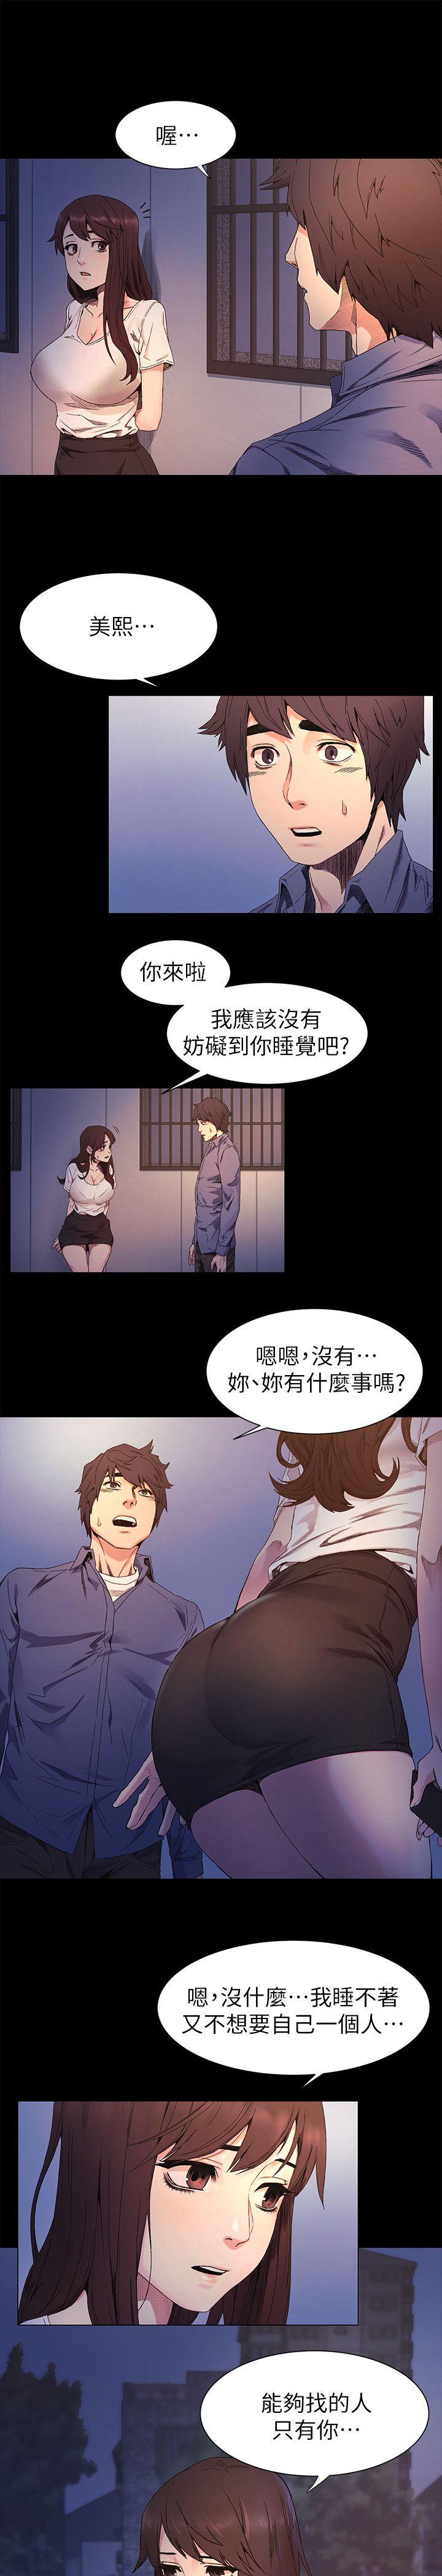 喔…
美熙…
你來啦
我應該沒有
妨礙到你睡覺吧?
嗯嗯,沒有…
妳、妳有什麼事嗎?
嗯,沒什麼…我睡不著
又不想要自己一個人…
能夠找的人
只有你…